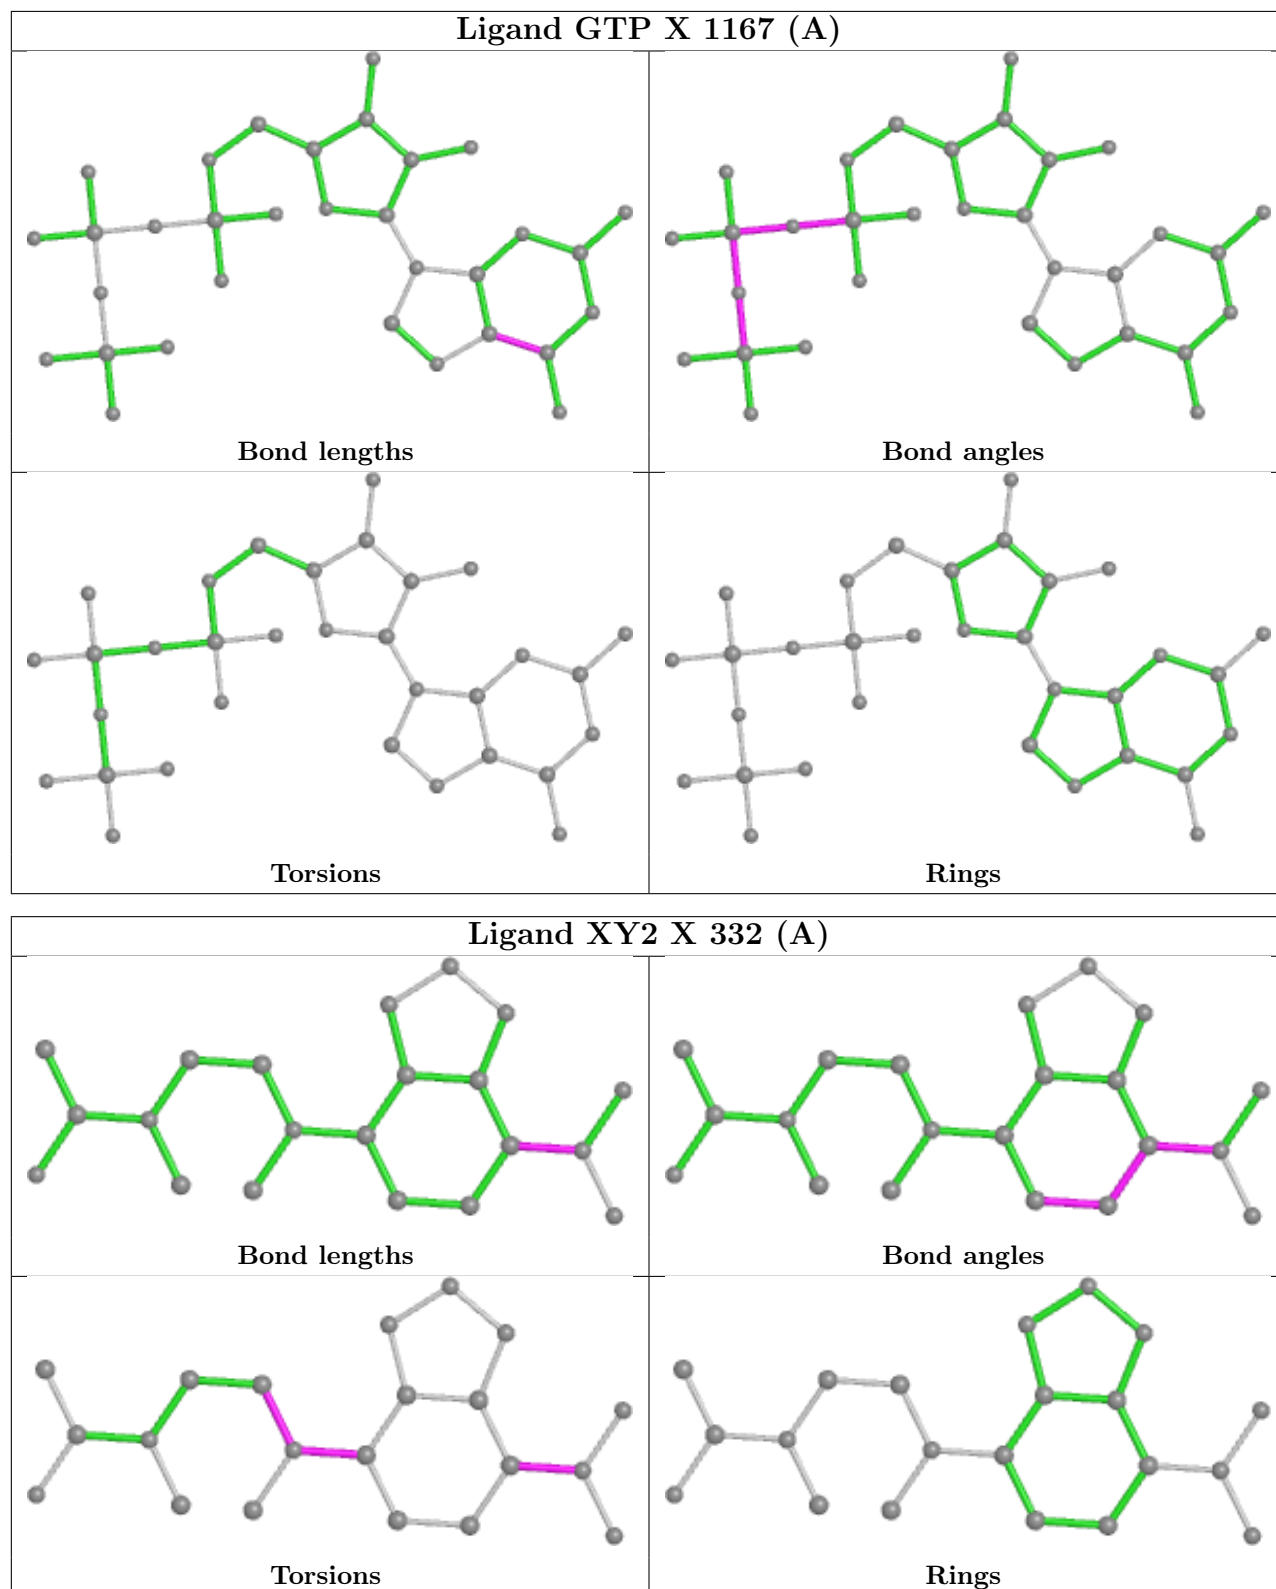 Ligand GTP X 1167 (A)
Bond lengths
Bond angles
Torsions
Rings
Ligand XY2 X 332 (A)
Bond lengths
Bond angles
Torsions
Rings